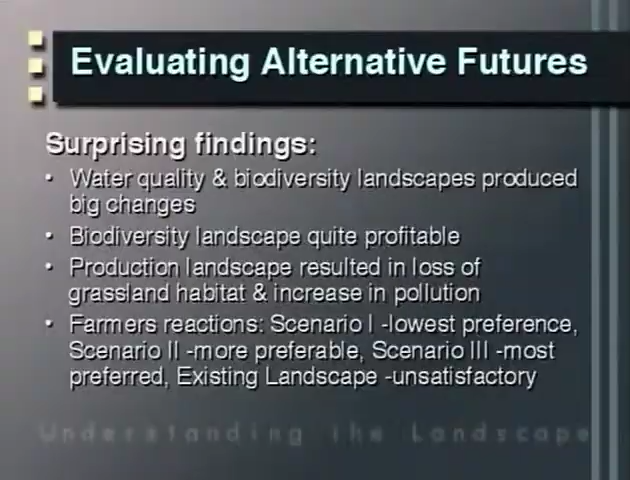 Evaluating Alternative Futures
Surprising findings:
• Water quality & biodiversity landscapes produced
big changes
• Biodiversity landscape quite profitable
• Production landscape resulted in loss of
grassland habitat & increase in pollution
• Farmers reactions: Scenario I -lowest preference,
Scenario II -more preferable, Scenario III -most
preferred, Existing Landscape -unsatisfactory
Understanding the Landscape